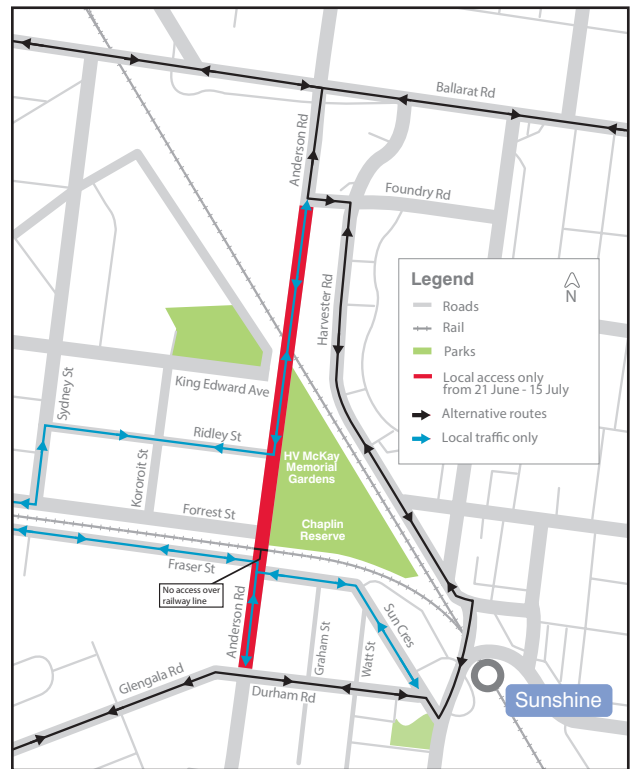 Ballarat Rd
Anderson Rd
Foundry Rd
Harvester Rd
Legend
N
Roads
Rail
Parks
Local access only
from 21 June - 15 July
Alternative routes
Local traffic only
King Edward Ave
Sydney St
Ridley St
Kororoit St
HV McKay
Memorial
Gardens
Forrest St
Chaplin
Reserve
Fraser St
No access over
railway line
Anderson Rd
Graham St
Watt St
Sun Cres
Glengala Rd
Durham Rd
Sunshine